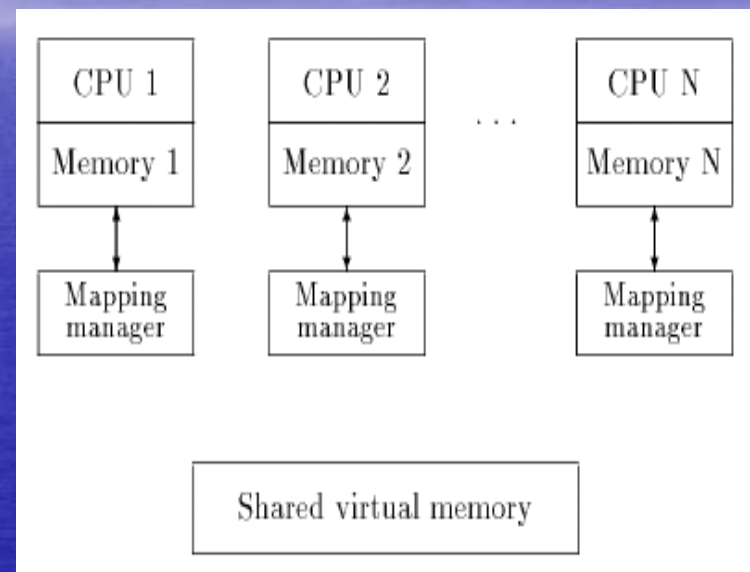 CPU 1
CPU 2
CPU N
. . .
Memory 1
Memory 2
Memory N
Mapping
manager
Mapping
manager
Mapping
manager
Shared virtual memory